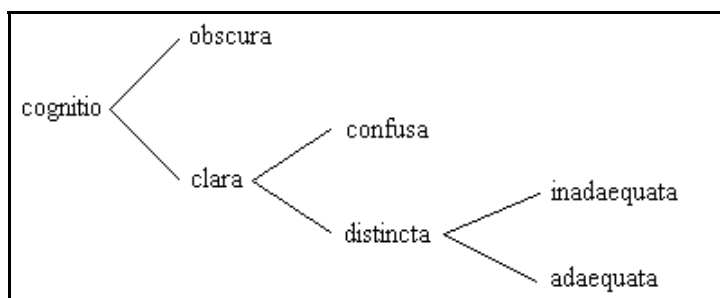 obscura
cognitio
confusa
clara
inadaequata
distincta
adaequata